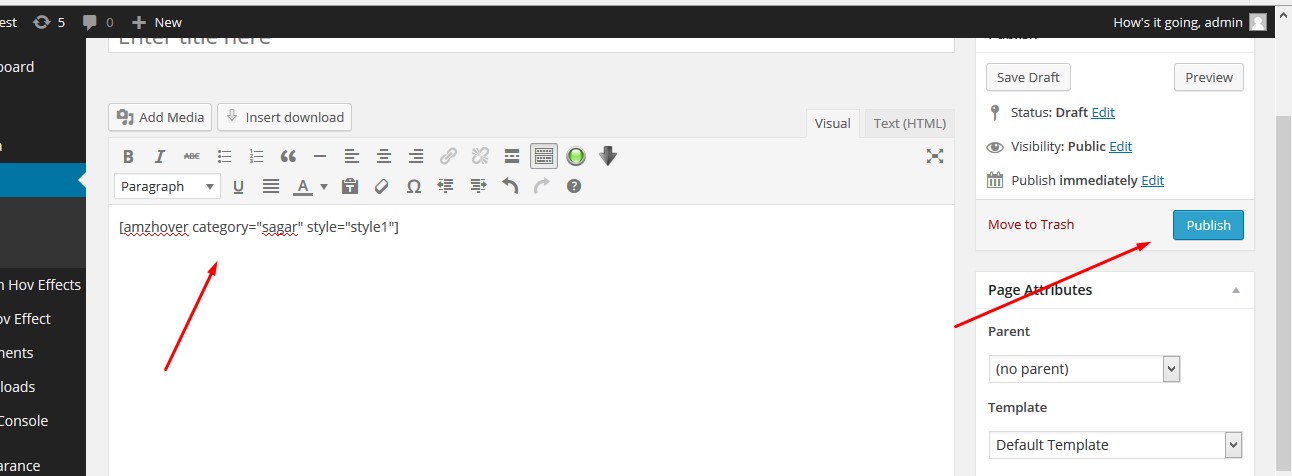 est 5 0 New How's it going, admin
Enter title here
Publish
board
Save Draft Preview
Add Media Insert download Visual Text (HTML)
Status: Draft Edit
B I ABC
Visibility: Public Edit
Paragraph U A Ω ?
Publish immediately Edit
[amzhover category="sagar" style="style1"]
Move to Trash Publish
n Hov Effects
Page Attributes
ov Effect
Parent
ments
(no parent)
loads
Template
Console
Default Template
arance